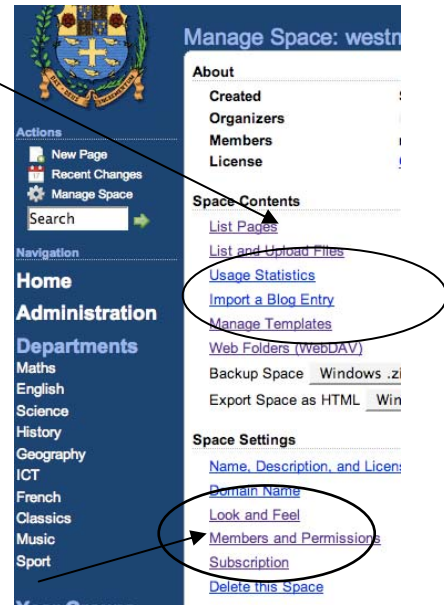 Manage Space: westm
Actions
New Page
Recent Changes
Manage Space
Search
Navigation
Home
Administration
Departments
Maths
English
Science
History
Geography
ICT
French
Classics
Music
Sport
About
Created
Organizers
Members
License
Space Contents
List Pages
List and Upload Files
Usage Statistics
Import a Blog Entry
Manage Templates
Web Folders (WebDAV)
Backup Space Windows .zi
Export Space as HTML Win
Space Settings
Name, Description, and Licens
Domain Name
Look and Feel
Members and Permissions
Subscription
Delete this Space